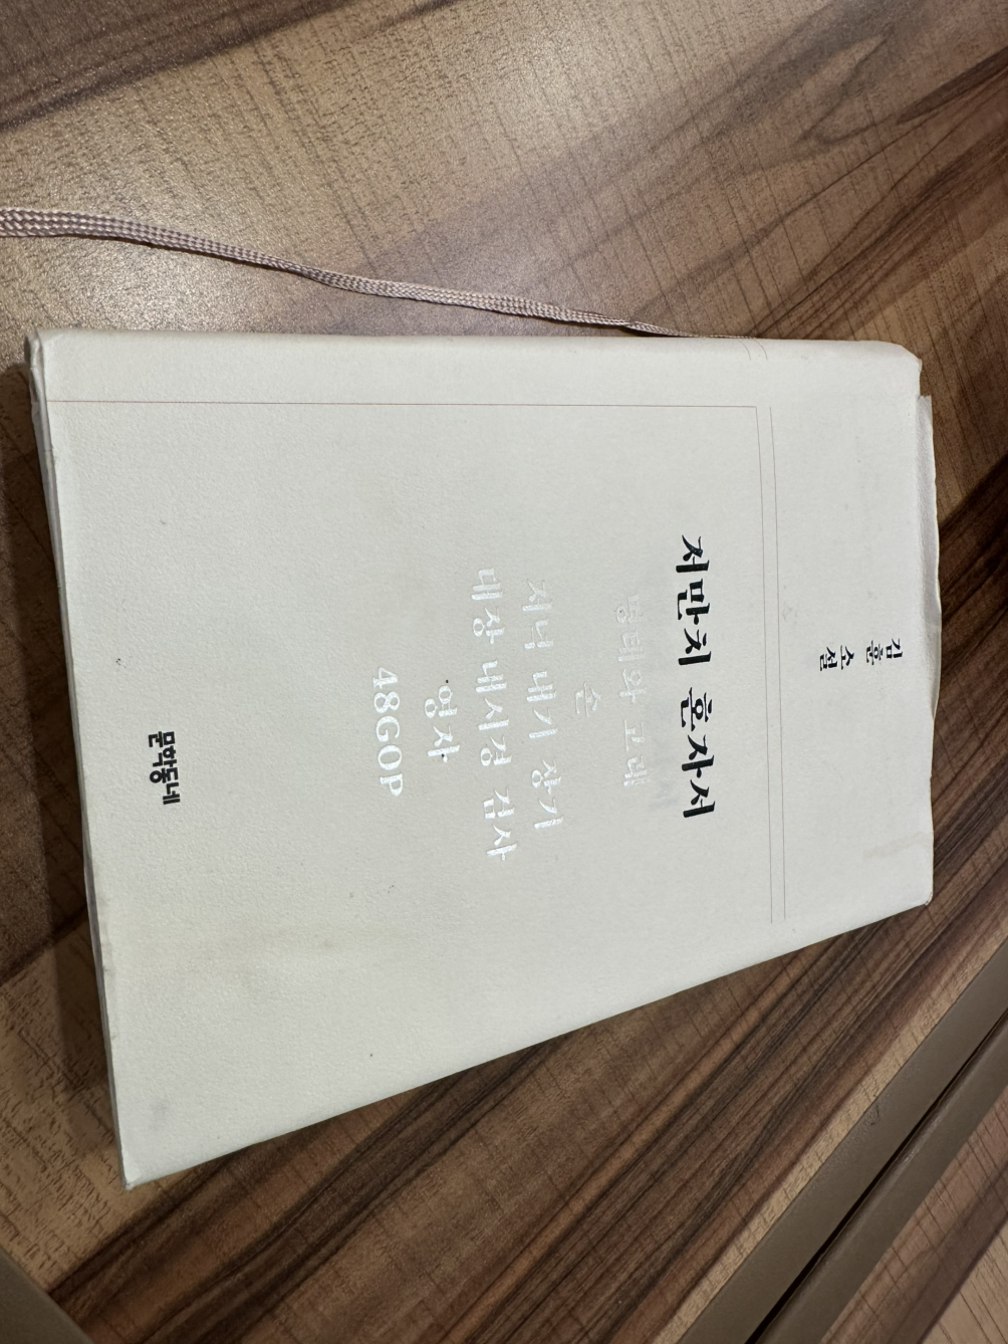 김훈
소설
저만치 혼자서
명태와 고래
손
저녁 내기 장기
대장 내시경 검사
영자
48GOP
문학동네